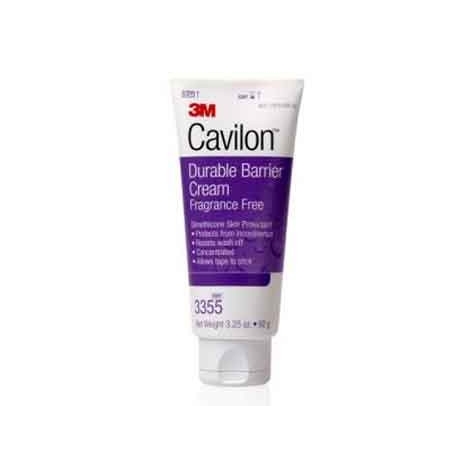 3M
Cavilon™
Durable Barrier
Cream
Fragrance Free
Dimethicone Skin Protectant
• Protects from incontinence
• Resists wash off
• Concentrated
• Allows tape to stick
3355
Net Weight 3.25 oz. • 92 g